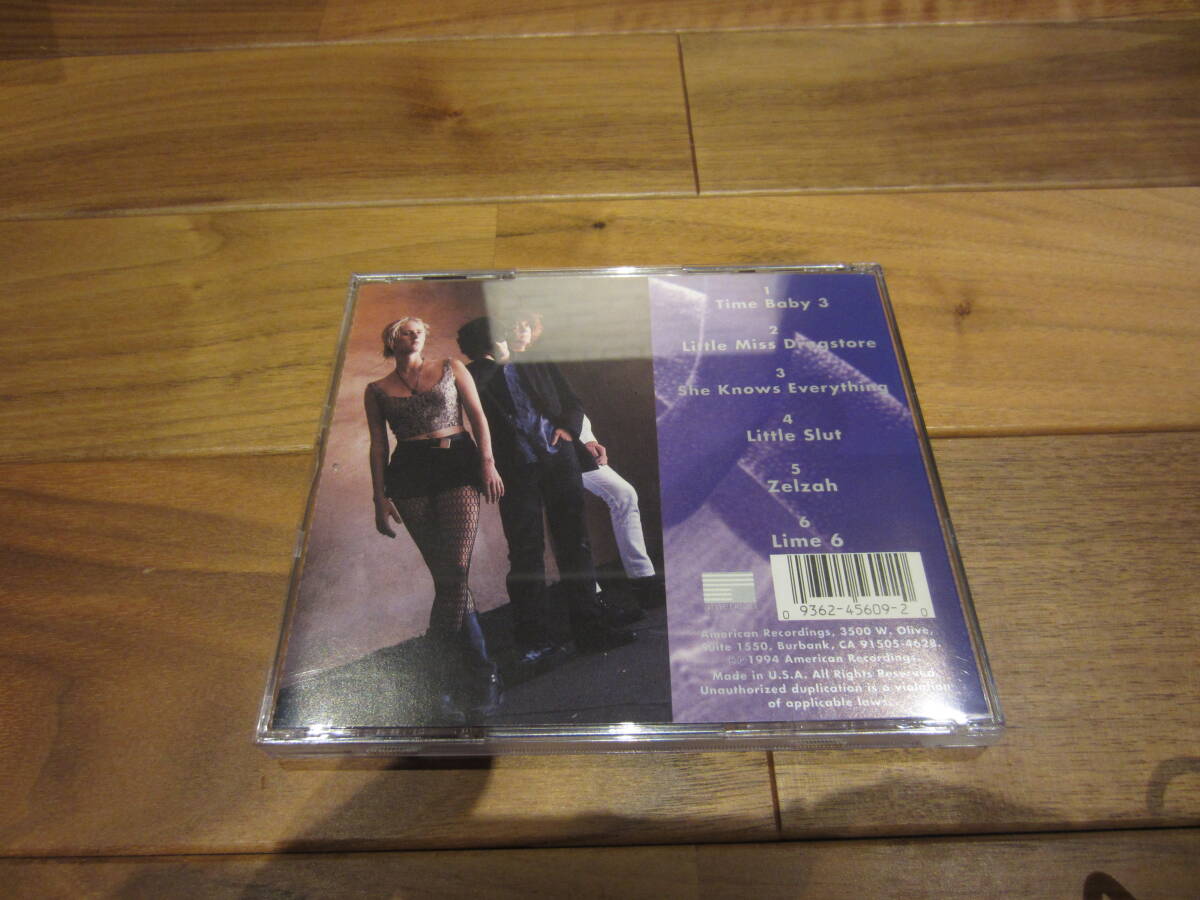 1
Time Baby 3
2
Little Miss Drugstore
3
She Knows Everything
4
Little Slut
5
Zelzah
6
Lime 6
0 9362-45609-2 0
American Recordings, 3500 W. Olive,
Suite 1550, Burbank, CA 91505-4628.
℗© 1994 American Recordings.
Made in U.S.A. All Rights Reserved.
Unauthorized duplication is a violation
of applicable laws.